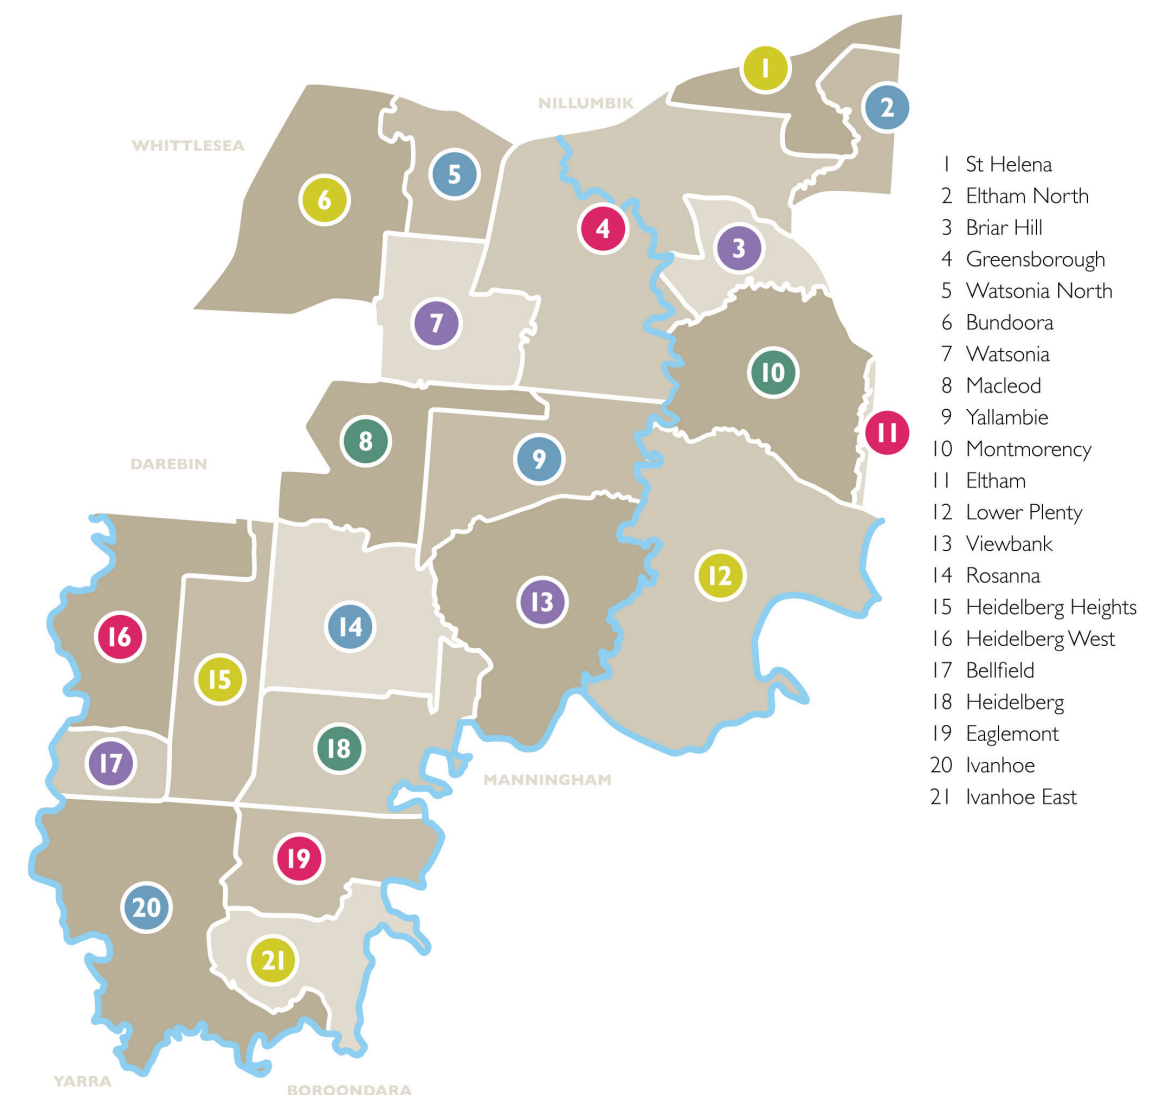 1
2
NILLUMBIK
WHITTLESEA
5
6
4
3
7
10
11
8
9
DAREBIN
12
13
14
16
15
18
17
MANNINGHAM
19
20
21
YARRA
BOROONDARA
1 St Helena
2 Eltham North
3 Briar Hill
4 Greensborough
5 Watsonia North
6 Bundoora
7 Watsonia
8 Macleod
9 Yallambie
10 Montmorency
11 Eltham
12 Lower Plenty
13 Viewbank
14 Rosanna
15 Heidelberg Heights
16 Heidelberg West
17 Bellfield
18 Heidelberg
19 Eaglemont
20 Ivanhoe
21 Ivanhoe East